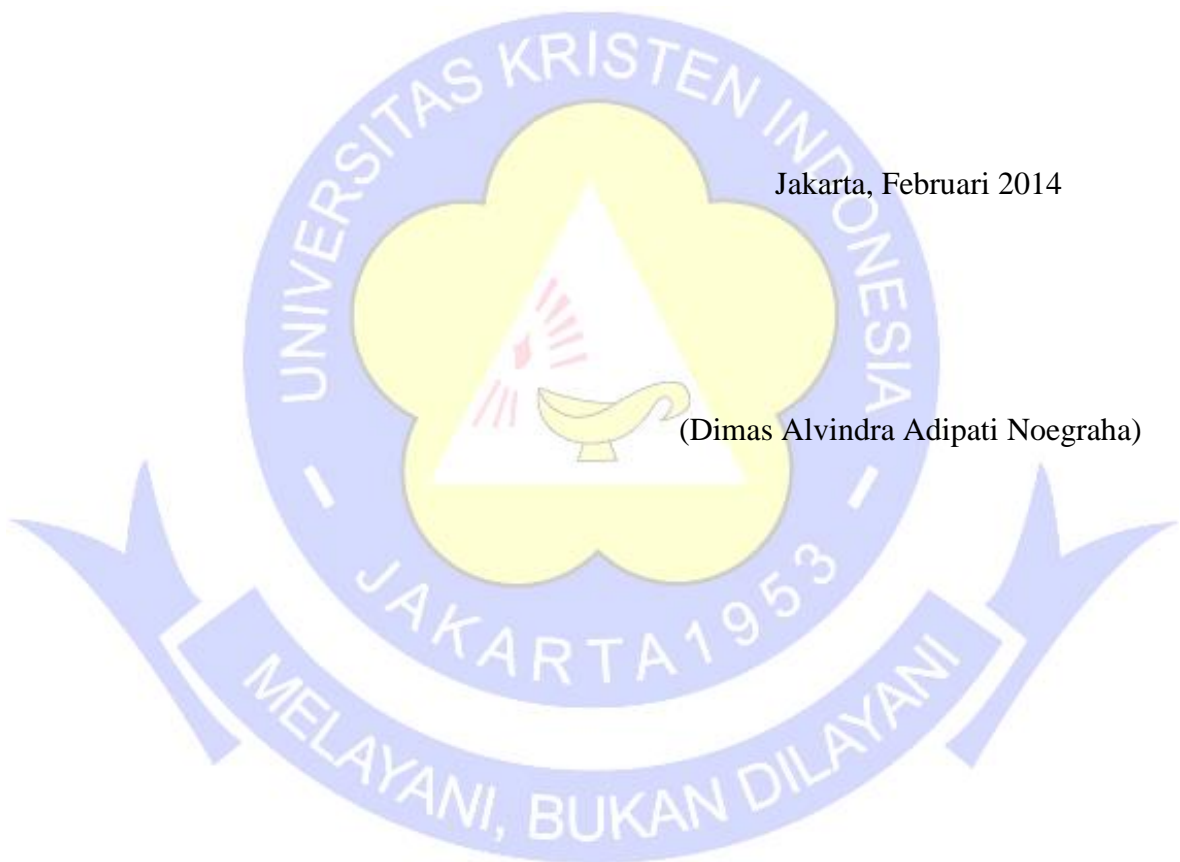 UNIVERSITAS KRISTEN INDONESIA
Jakarta, Februari 2014
(Dimas Alvindra Adipati Noegraha)
JAKARTA 1953
MELAYANI, BUKAN DILAYANI